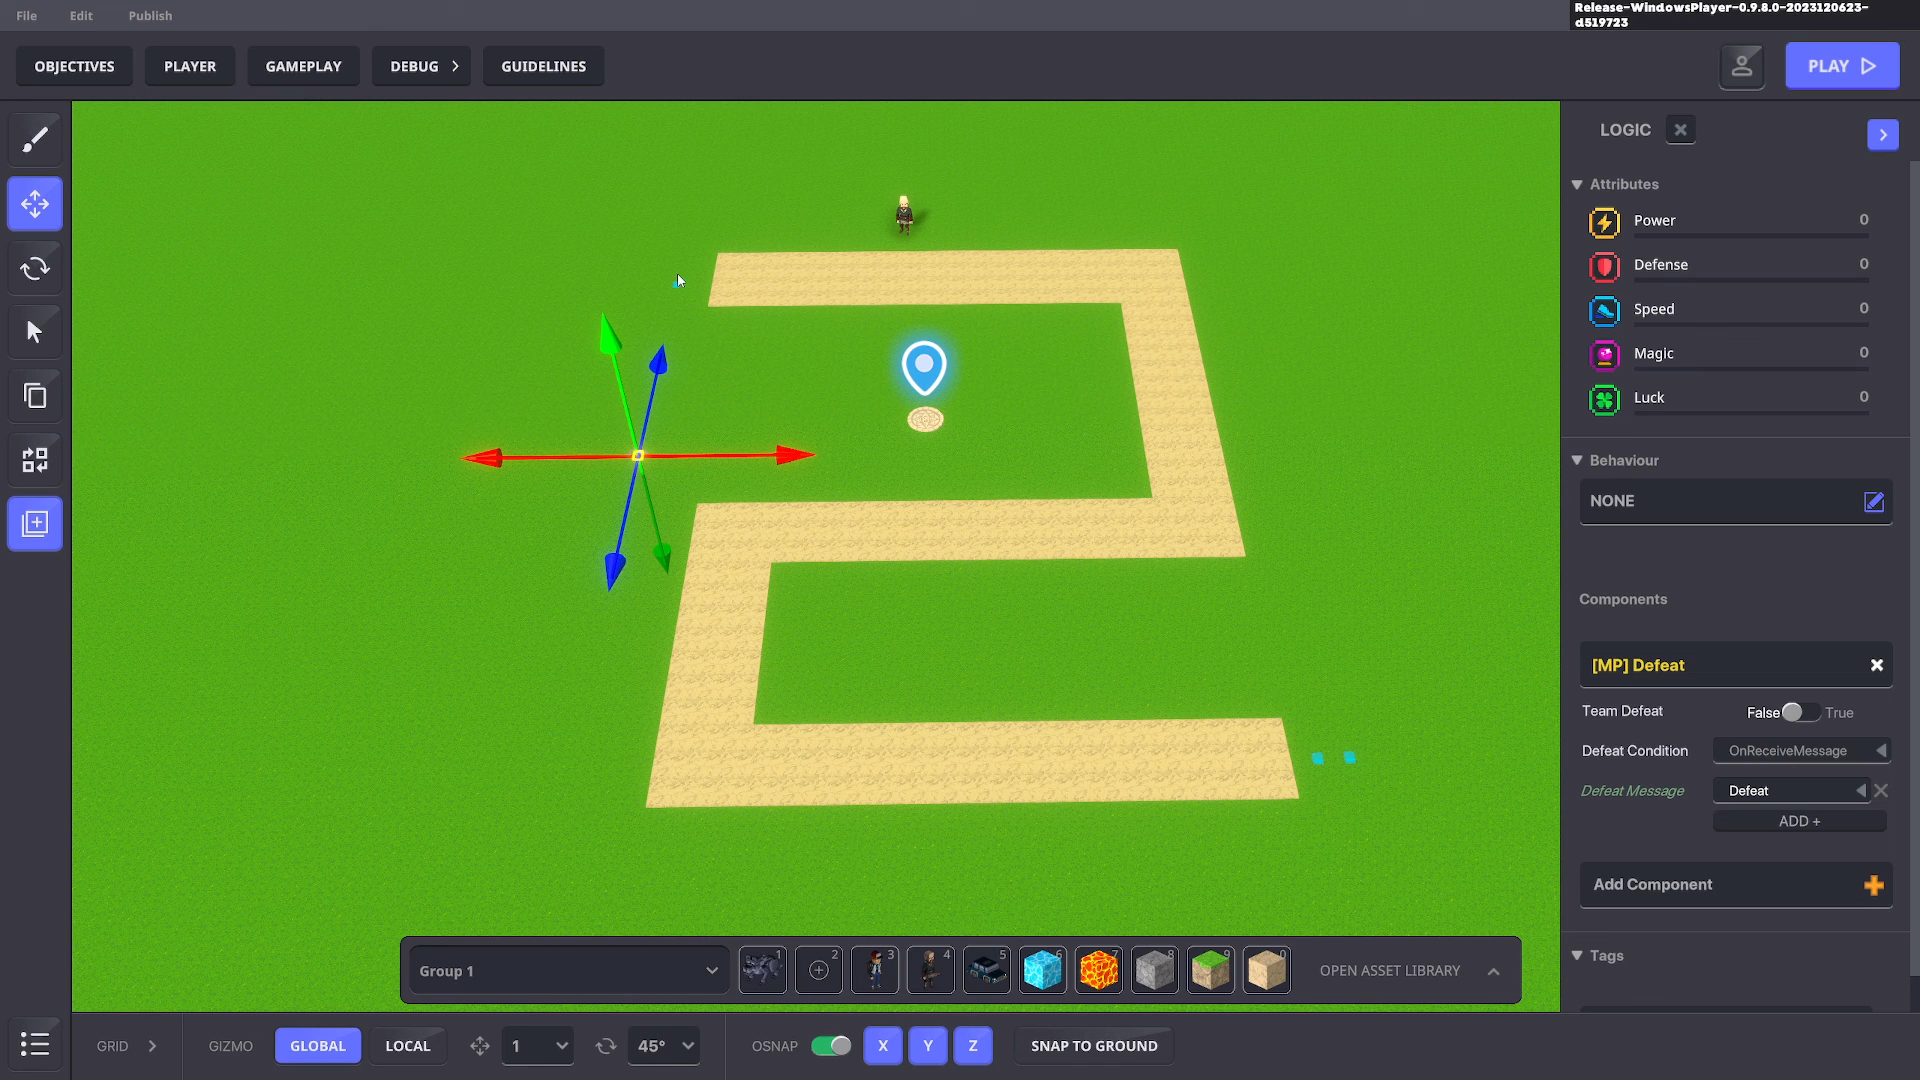 File Edit Publish
Release-WindowsPlayer-0.9.8.0-2023120623-
d519723
OBJECTIVES PLAYER GAMEPLAY DEBUG GUIDELINES PLAY
LOGIC
Attributes
Power 0
Defense 0
Speed 0
Magic 0
Luck 0
Behaviour
NONE
Components
[MP] Defeat
Team Defeat False True
Defeat Condition OnReceiveMessage
Defeat Message Defeat
ADD +
Add Component
Tags
Group 1 1 2 3 4 5 6 7 8 9 0 OPEN ASSET LIBRARY
GRID GIZMO GLOBAL LOCAL 1 45° OSNAP X Y Z SNAP TO GROUND